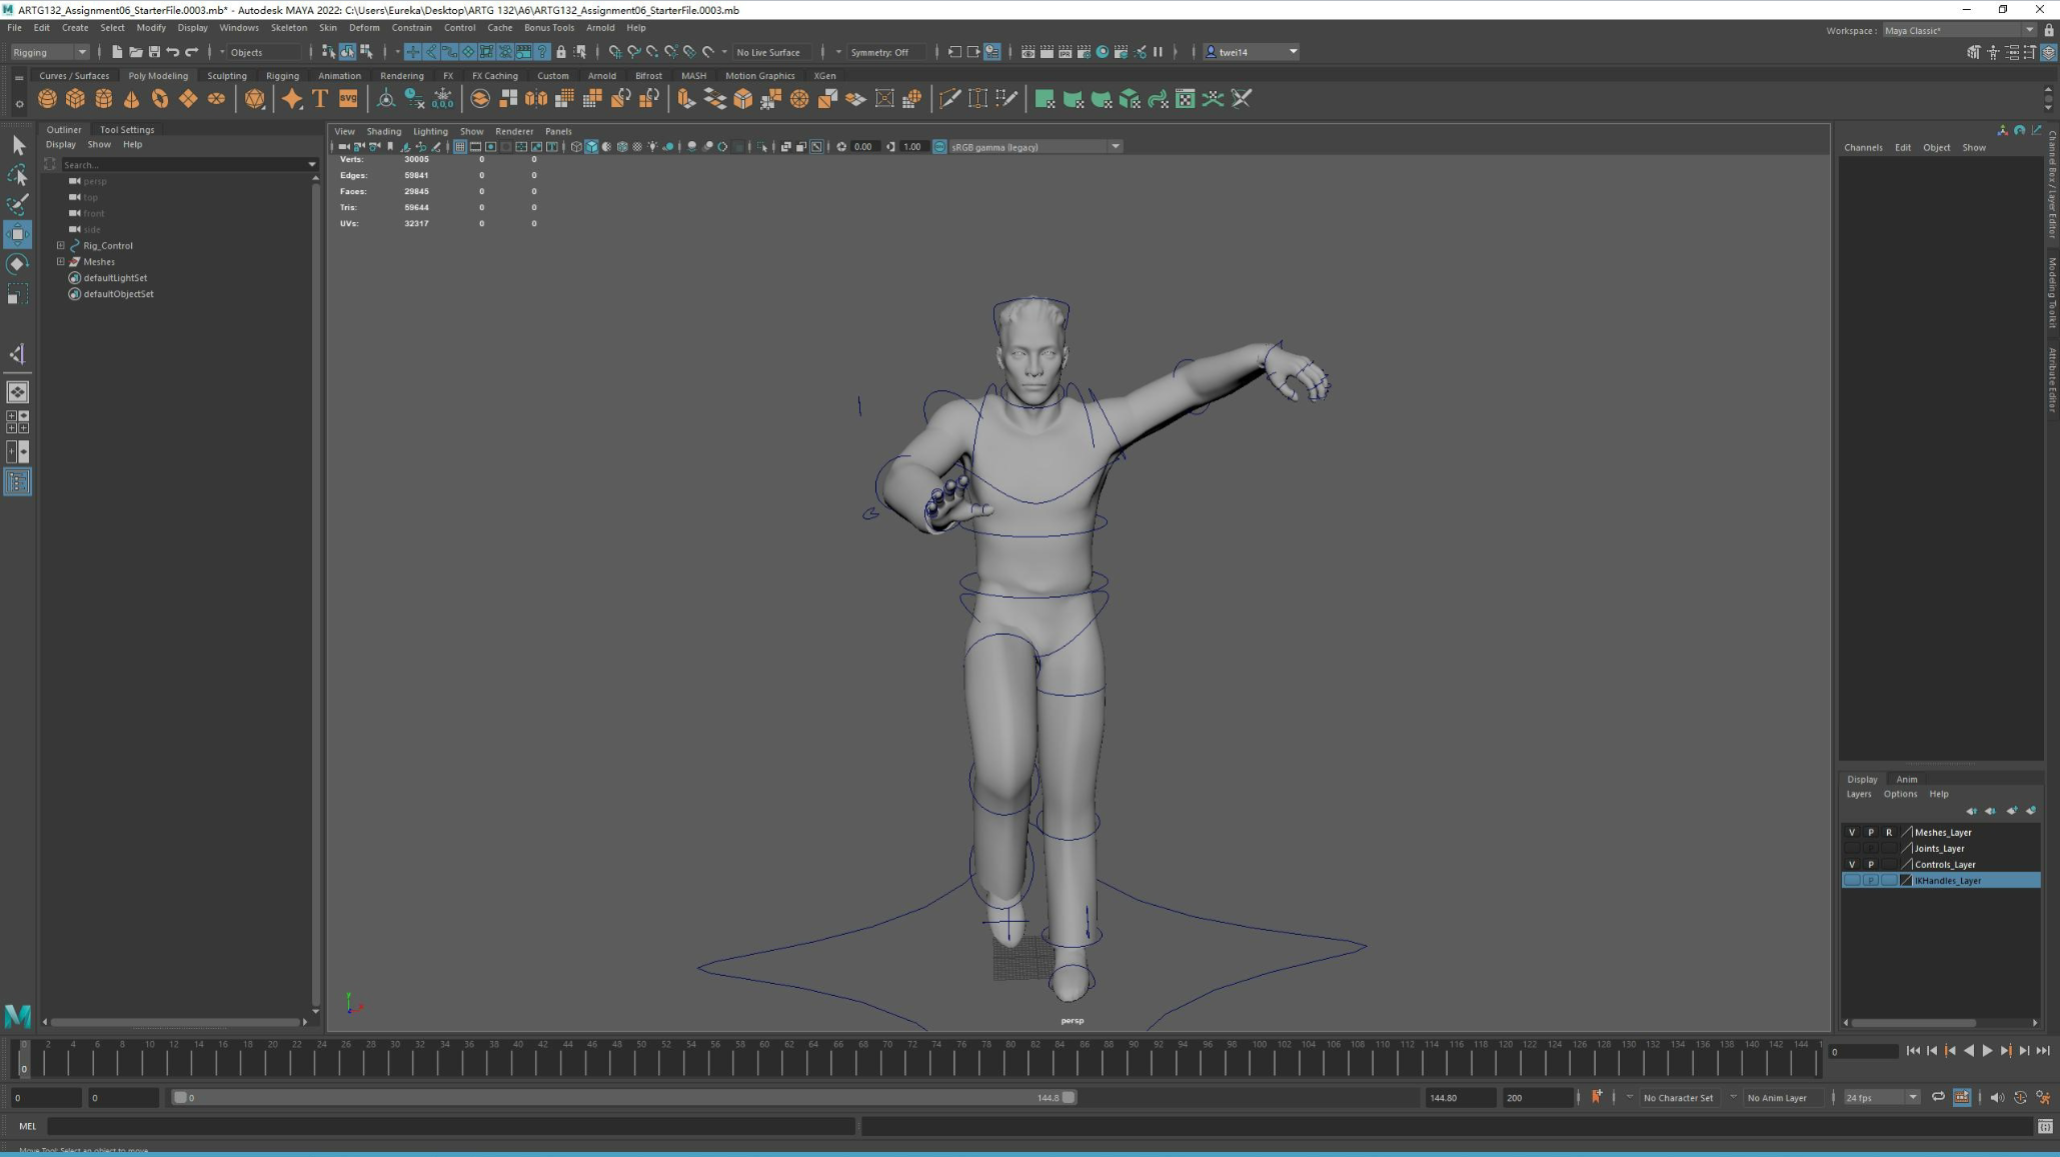 ARTG132_Assignment06_StarterFile.0003.mb* - Autodesk MAYA 2022: C:\Users\Eureka\Desktop\ARTG 132\A6\ARTG132_Assignment06_StarterFile.0003.mb
File Edit Create Select Modify Display Windows Skeleton Skin Deform Constrain Control Cache Bonus Tools Arnold Help
Workspace: Maya Classic*
Rigging Objects No Live Surface Symmetry: Off twei14
Curves / Surfaces Poly Modeling Sculpting Rigging Animation Rendering FX FX Caching Custom Arnold Bifrost MASH Motion Graphics XGen
T SVG
Outliner Tool Settings
Display Show Help
Search...
persp
top
front
side
Rig_Control
Meshes
defaultLightSet
defaultObjectSet
View Shading Lighting Show Renderer Panels
0.00 1.00 sRGB gamma (legacy)
Verts: 30005 0 0
Edges: 59841 0 0
Faces: 29845 0 0
Tris: 59644 0 0
UVs: 32317 0 0
persp
Channels Edit Object Show
Channel Box / Layer Editor
Modeling Toolkit
Attribute Editor
Display Anim
Layers Options Help
V P R Meshes_Layer
P Joints_Layer
V P Controls_Layer
P IKHandles_Layer
0 2 4 6 8 10 12 14 16 18 20 22 24 26 28 30 32 34 36 38 40 42 44 46 48 50 52 54 56 58 60 62 64 66 68 70 72 74 76 78 80 82 84 86 88 90 92 94 96 98 100 102 104 106 108 110 112 114 116 118 120 122 124 126 128 130 132 134 136 138 140 142 144
0
0
0 0 0 144.8 144.80 200 No Character Set No Anim Layer 24 fps
MEL
Move Tool: Select an object to move.